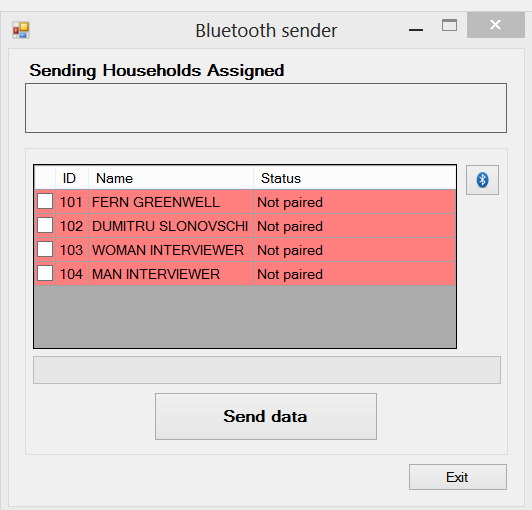 Bluetooth sender
Sending Households Assigned
ID Name Status
101 FERN GREENWELL Not paired
102 DUMITRU SLONOVSCHI Not paired
103 WOMAN INTERVIEWER Not paired
104 MAN INTERVIEWER Not paired
Send data
Exit